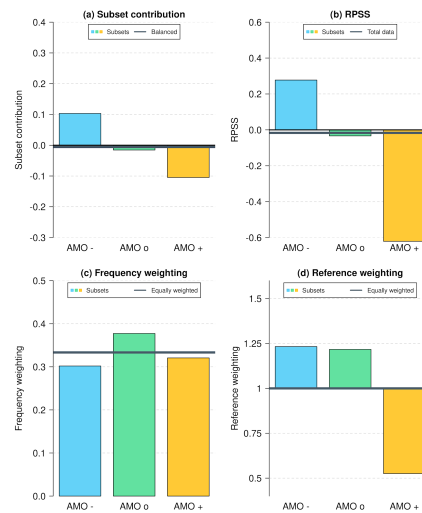 (a) Subset contribution
Subsets
Balanced
Subset contribution
0.4
0.3
0.2
0.1
0.0
-0.1
-0.2
-0.3
AMO -
AMO o
AMO +
(b) RPSS
Subsets
Total data
RPSS
0.6
0.4
0.2
0.0
-0.2
-0.4
-0.6
AMO -
AMO o
AMO +
(c) Frequency weighting
Subsets
Equally weighted
Frequency weighting
0.5
0.4
0.3
0.3
0.2
0.1
0.0
AMO -
AMO o
AMO +
(d) Reference weighting
Subsets
Equally weighted
Reference weighting
1.5
1.25
1
0.75
0.5
AMO -
AMO o
AMO +